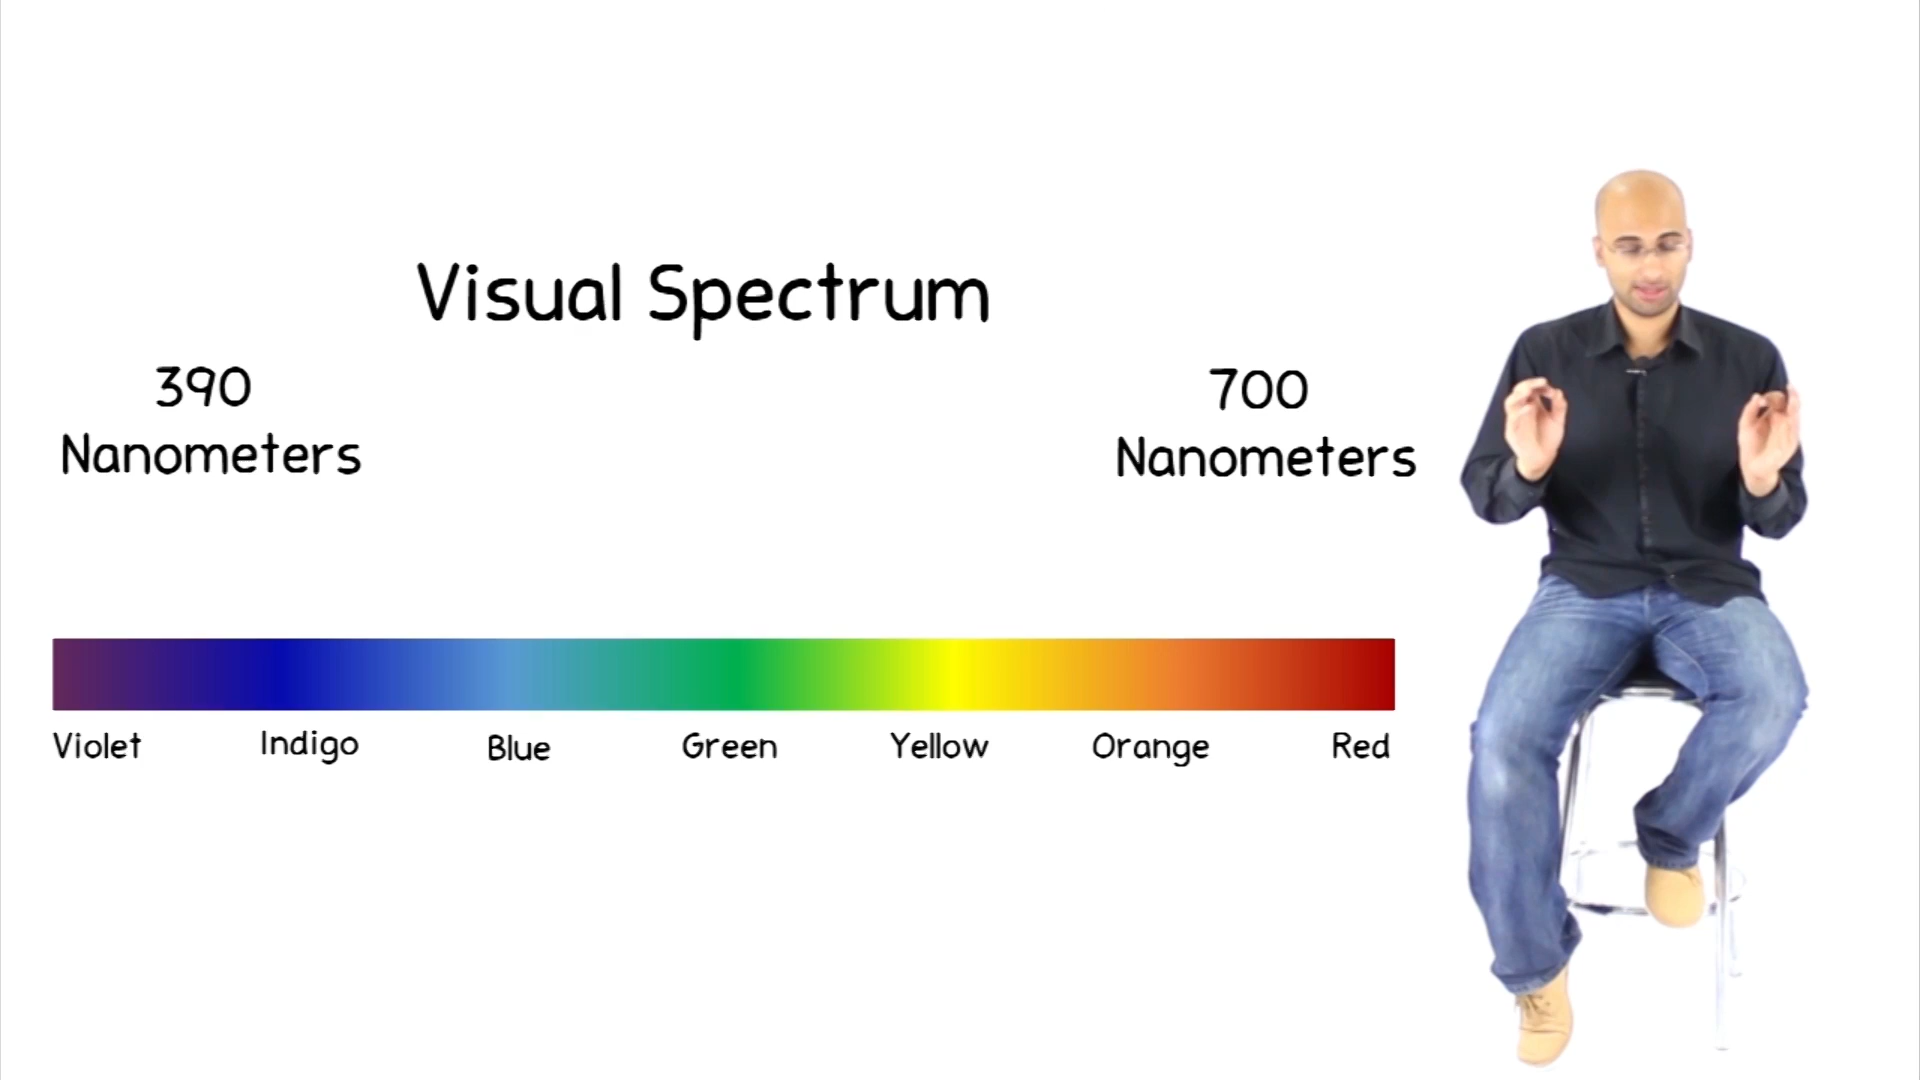 Visual Spectrum
390
Nanometers
700
Nanometers
Violet Indigo Blue Green Yellow Orange Red